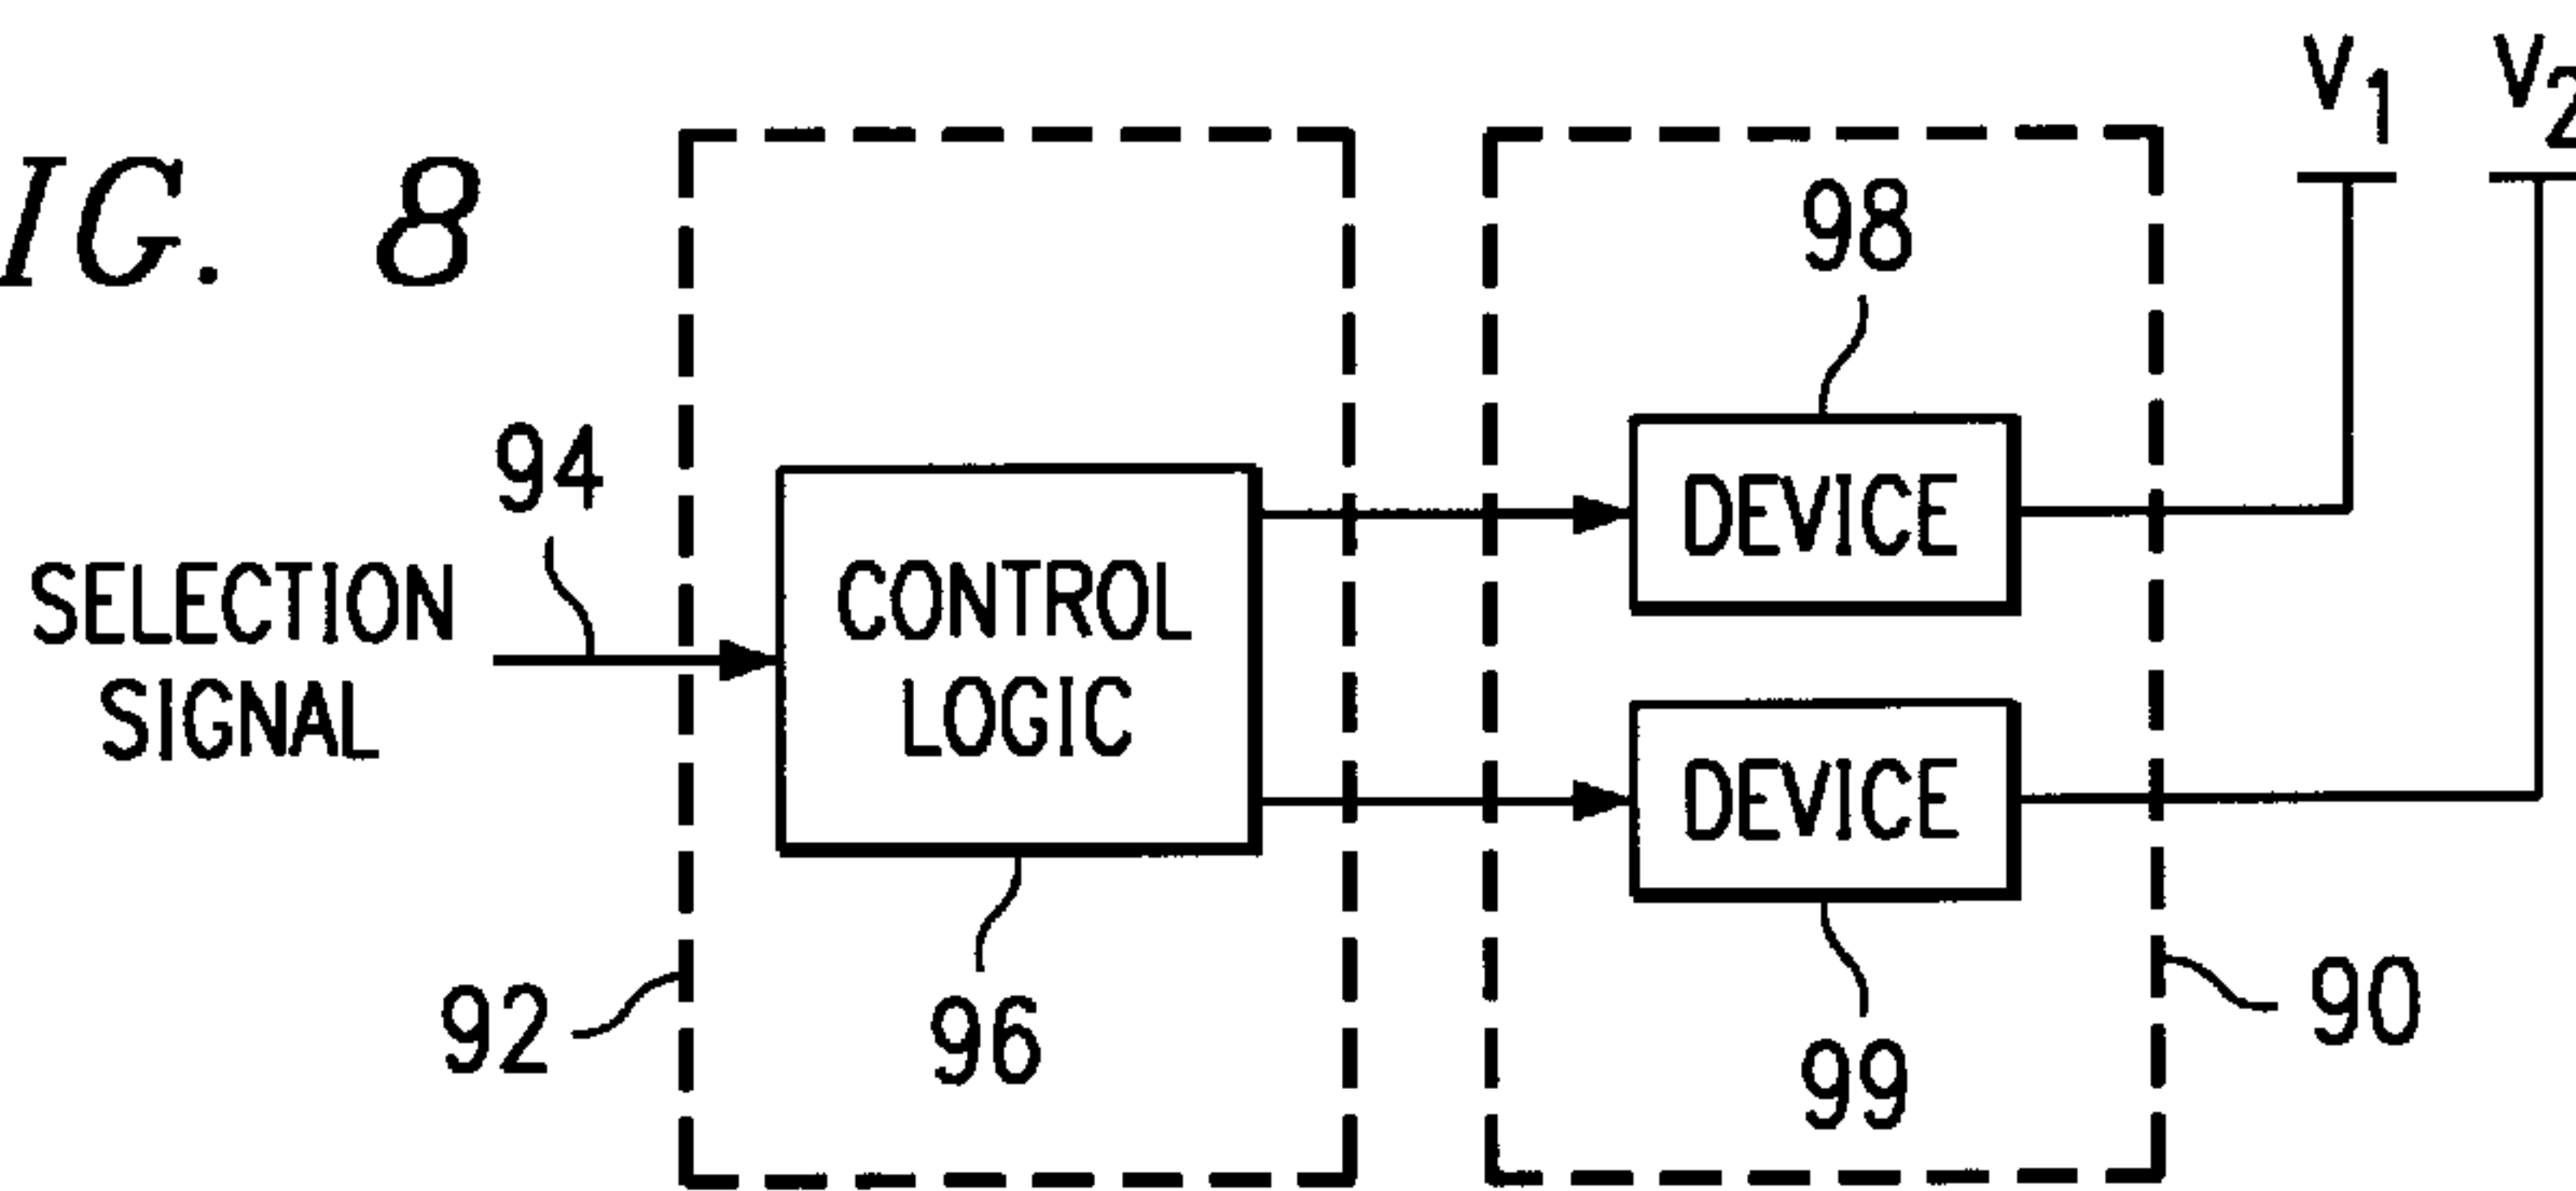 IG. 8
V1
V2
98
94
DEVICE
SELECTION
SIGNAL
CONTROL
LOGIC
DEVICE
92
96
99
90